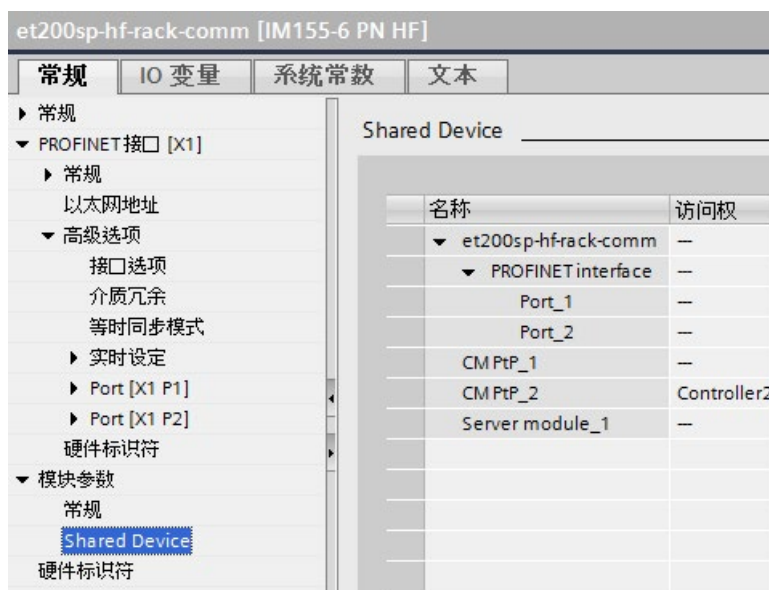 et200sp-hf-rack-comm [IM155-6 PN HF]
常规 IO 变量 系统常数 文本
常规
PROFINET接口 [X1]
常规
以太网地址
高级选项
接口选项
介质冗余
等时同步模式
实时设定
Port [X1 P1]
Port [X1 P2]
硬件标识符
模块参数
常规
Shared Device
硬件标识符
Shared Device
名称 访问权
et200sp-hf-rack-comm ---
PROFINET interface ---
Port_1 ---
Port_2 ---
CM PtP_1 ---
CM PtP_2 Controller2
Server module_1 ---